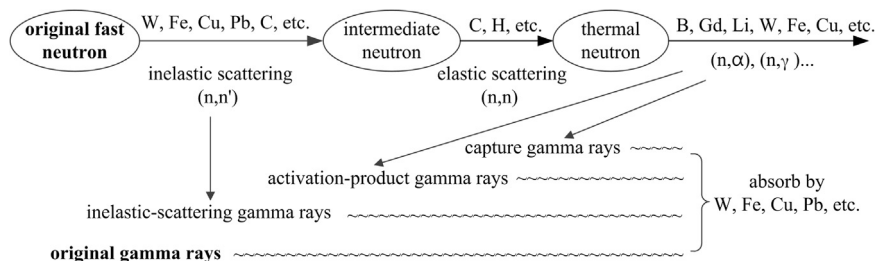 original fast
neutron
W, Fe, Cu, Pb, C, etc.
intermediate
neutron
C, H, etc.
thermal
neutron
B, Gd, Li, W, Fe, Cu, etc.
inelastic scattering
(n,n')
elastic scattering
(n,n)
(n,α), (n,γ )...
capture gamma rays
activation-product gamma rays
inelastic-scattering gamma rays
original gamma rays
absorb by
W, Fe, Cu, Pb, etc.